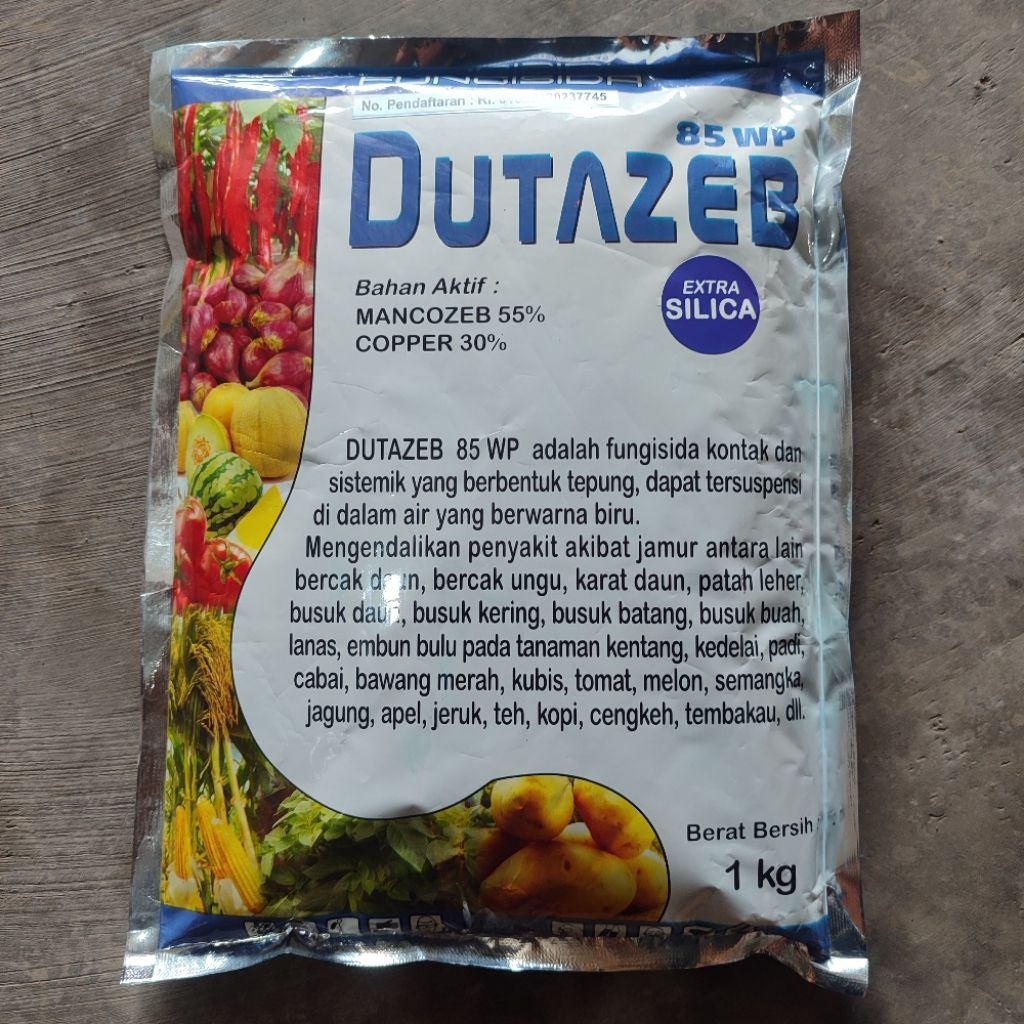 FUNGISIDA
No. Pendaftaran : RI.
85 WP
DUTAZEB
EXTRA
SILICA
Bahan Aktif :
MANCOZEB 55%
COPPER 30%
DUTAZEB 85 WP adalah fungisida kontak dan
sistemik yang berbentuk tepung, dapat tersuspensi
di dalam air yang berwarna biru.
Mengendalikan penyakit akibat jamur antara lain
bercak daun, bercak ungu, karat daun, patah leher,
busuk daun, busuk kering, busuk batang, busuk buah,
lanas, embun bulu pada tanaman kentang, kedelai, padi,
cabai, bawang merah, kubis, tomat, melon, semangka,
jagung, apel, jeruk, teh, kopi, cengkeh, tembakau, dll.
Berat Bersih :
1 kg